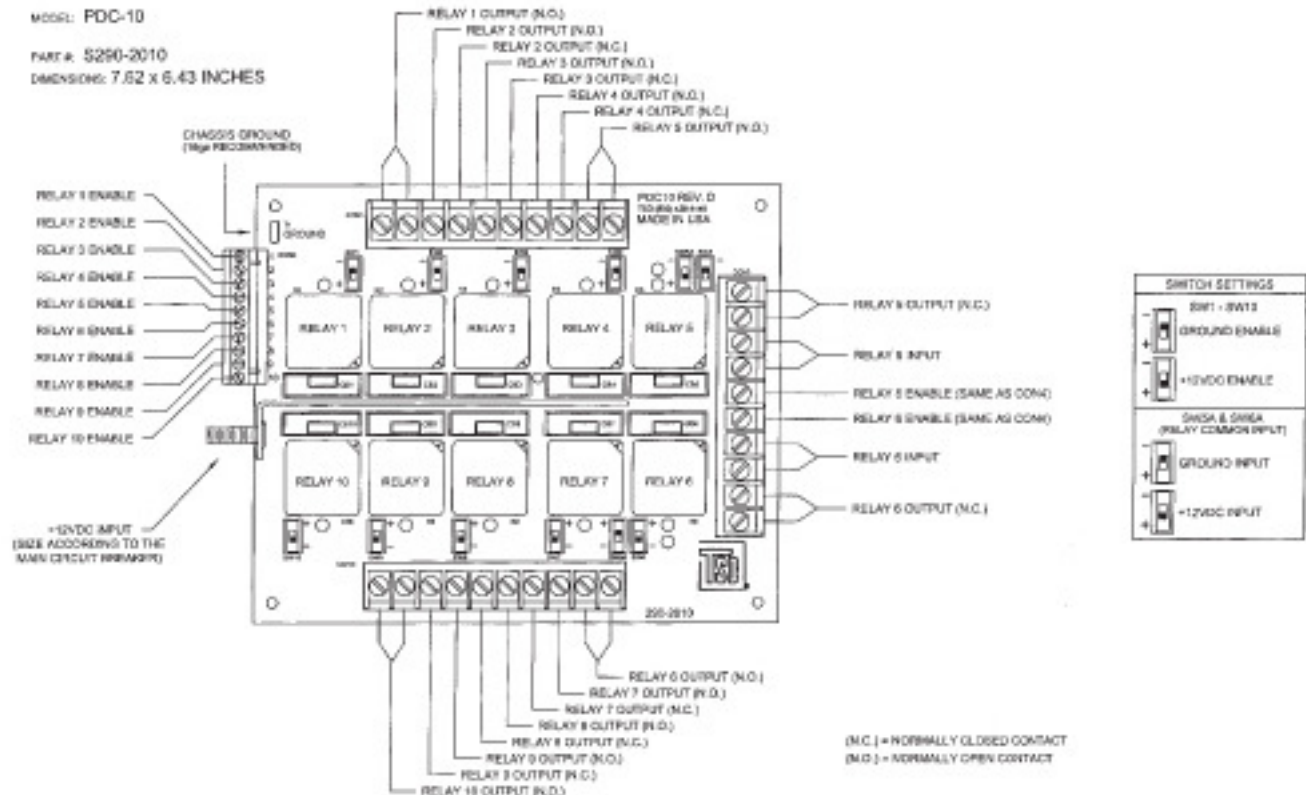 MODEL: PDC-10
PART #: S290-2010
DIMENSIONS: 7.62 x 6.43 INCHES
RELAY 1 OUTPUT (N.O.)
RELAY 2 OUTPUT (N.O.)
RELAY 2 OUTPUT (N.C.)
RELAY 3 OUTPUT (N.O.)
RELAY 3 OUTPUT (N.C.)
RELAY 4 OUTPUT (N.O.)
RELAY 4 OUTPUT (N.C.)
RELAY 5 OUTPUT (N.O.)
CHASSIS GROUND
RECOMMENDED)
RELAY 1 ENABLE
RELAY 2 ENABLE
RELAY 3 ENABLE
RELAY 4 ENABLE
RELAY 5 ENABLE
RELAY 6 ENABLE
RELAY 7 ENABLE
RELAY 8 ENABLE
RELAY 9 ENABLE
RELAY 10 ENABLE
+12VDC INPUT
(SIZE ACCORDING TO THE
MAIN CIRCUIT BREAKER)
GROUND
PDC10 REV. D
MADE IN USA
RELAY 1
RELAY 2
RELAY 3
RELAY 4
RELAY 5
RELAY 10
RELAY 9
RELAY 8
RELAY 7
RELAY 6
290-2010
RELAY 5 OUTPUT (N.C.)
RELAY 5 INPUT
RELAY 5 ENABLE (SAME AS CON4)
RELAY 6 ENABLE (SAME AS CON4)
RELAY 6 INPUT
RELAY 6 OUTPUT (N.C.)
SWITCH SETTINGS
SW1 - SW10
GROUND ENABLE
+12VDC ENABLE
SW5A & SW6A
(RELAY COMMON INPUT)
GROUND INPUT
+12VDC INPUT
RELAY 6 OUTPUT (N.O.)
RELAY 7 OUTPUT (N.O.)
RELAY 7 OUTPUT (N.C.)
RELAY 8 OUTPUT (N.O.)
RELAY 8 OUTPUT (N.C.)
RELAY 9 OUTPUT (N.O.)
RELAY 9 OUTPUT (N.C.)
RELAY 10 OUTPUT (N.O.)
(N.C.) = NORMALLY CLOSED CONTACT
(N.O.) = NORMALLY OPEN CONTACT